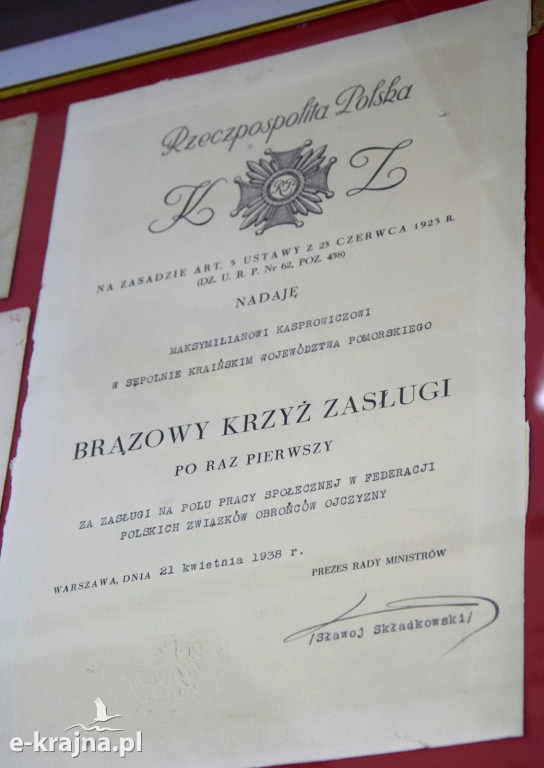 Rzeczpospolita Polska
K Z
RP
NA ZASADZIE ART. 3 USTAWY Z 23 CZERWCA 1923 R.
(DZ. U. R. P. Nr 62, POZ. 458)
NADAJĘ
MAKSYMILIANOWI KASPROWICZOWI
W SĘPOLNIE KRAIŃSKIM WOJEWÓDZTWA POMORSKIEGO
BRĄZOWY KRZYŻ ZASŁUGI
PO RAZ PIERWSZY
ZA ZASŁUGI NA POLU PRACY SPOŁECZNEJ W FEDERACJI
POLSKICH ZWIĄZKÓW OBROŃCÓW OJCZYZNY
WARSZAWA, DNIA 21 kwietnia 1938 r.
PREZES RADY MINISTRÓW
/Sławoj Składkowski/
e-krajna.pl